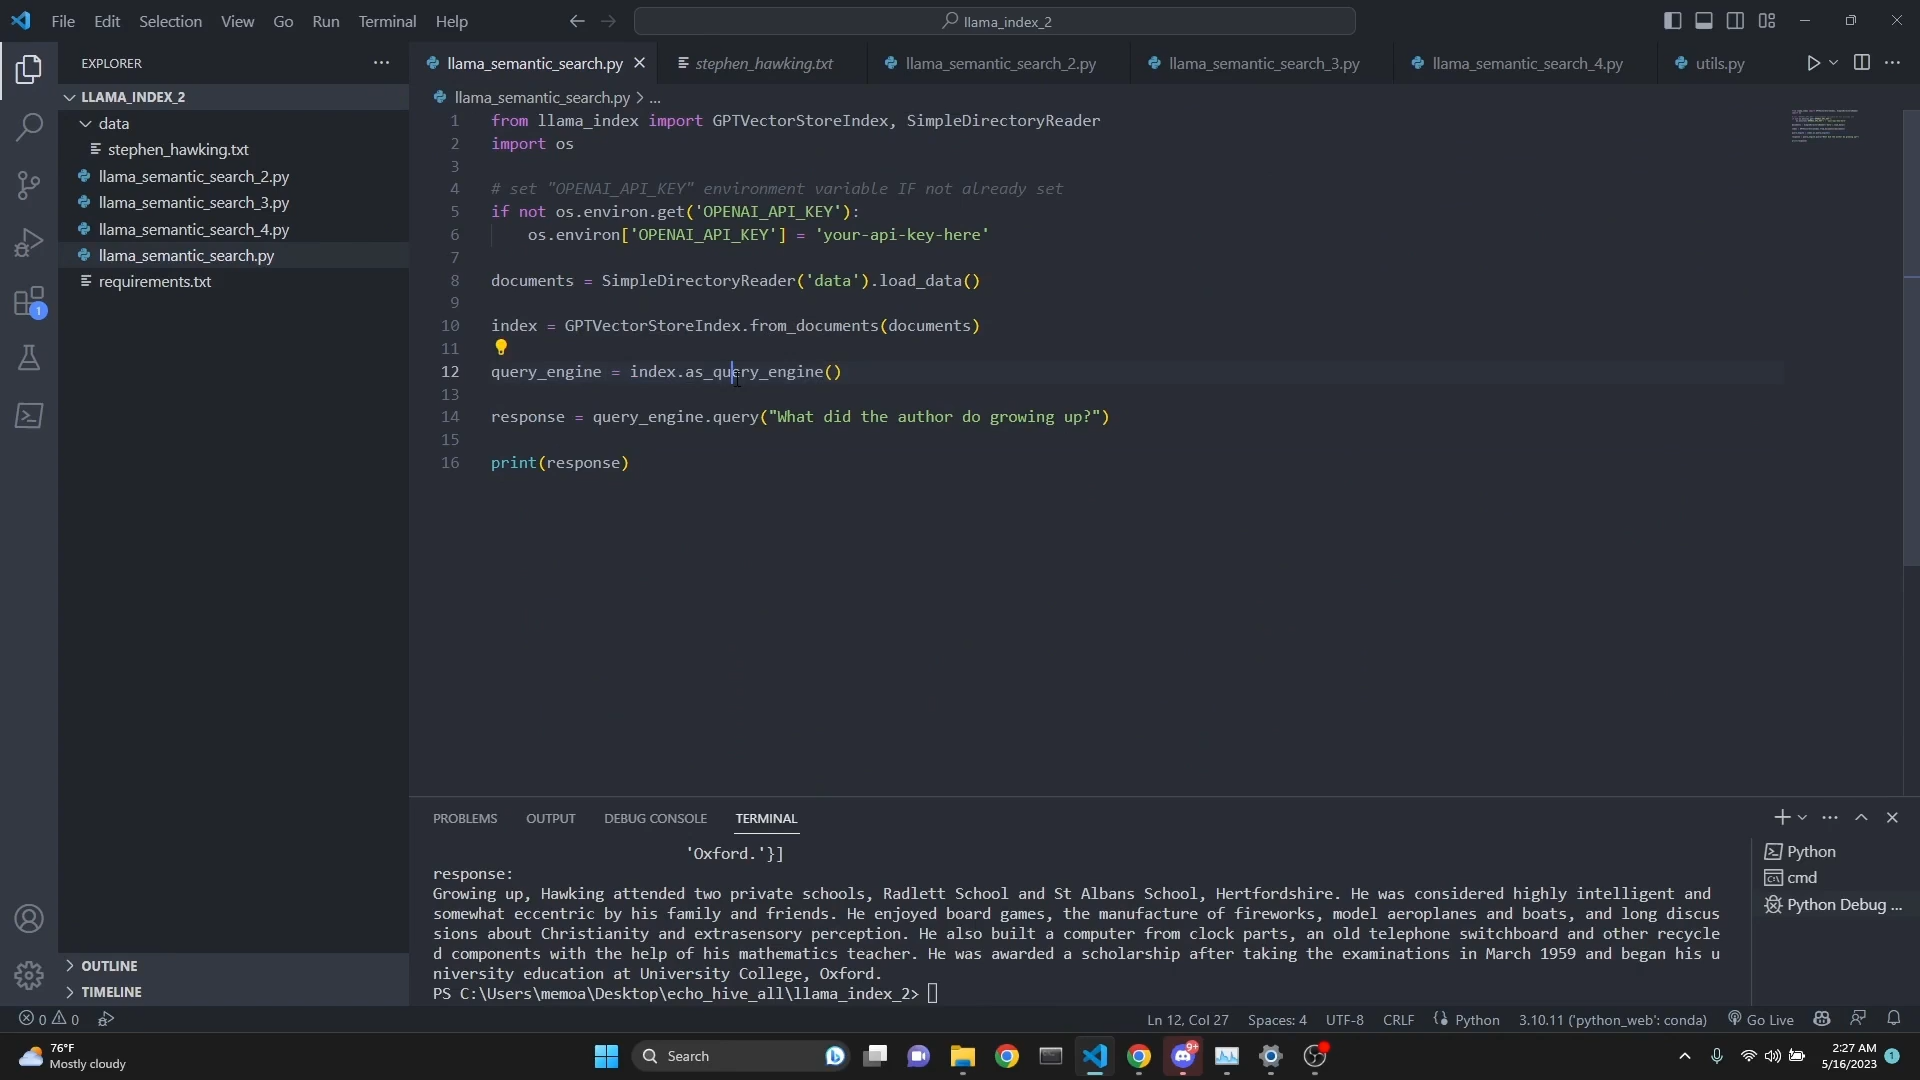 File Edit Selection View Go Run Terminal Help
llama_index_2
EXPLORER
LLAMA_INDEX_2
data
stephen_hawking.txt
llama_semantic_search_2.py
llama_semantic_search_3.py
llama_semantic_search_4.py
llama_semantic_search.py
requirements.txt
OUTLINE
TIMELINE
1
llama_semantic_search.py stephen_hawking.txt llama_semantic_search_2.py llama_semantic_search_3.py llama_semantic_search_4.py utils.py
llama_semantic_search.py > ...
1 from llama_index import GPTVectorStoreIndex, SimpleDirectoryReader
2 import os
3
4 # set "OPENAI_API_KEY" environment variable IF not already set
5 if not os.environ.get('OPENAI_API_KEY'):
6 os.environ['OPENAI_API_KEY'] = 'your-api-key-here'
7
8 documents = SimpleDirectoryReader('data').load_data()
9
10 index = GPTVectorStoreIndex.from_documents(documents)
11
12 query_engine = index.as_query_engine()
13
14 response = query_engine.query("What did the author do growing up?")
15
16 print(response)
PROBLEMS OUTPUT DEBUG CONSOLE TERMINAL
'Oxford.'}]
response:
Growing up, Hawking attended two private schools, Radlett School and St Albans School, Hertfordshire. He was considered highly intelligent and
somewhat eccentric by his family and friends. He enjoyed board games, the manufacture of fireworks, model aeroplanes and boats, and long discus
sions about Christianity and extrasensory perception. He also built a computer from clock parts, an old telephone switchboard and other recycle
d components with the help of his mathematics teacher. He was awarded a scholarship after taking the examinations in March 1959 and began his u
niversity education at University College, Oxford.
PS C:\Users\memoa\Desktop\echo_hive_all\llama_index_2>
Python
cmd
Python Debug ...
0 0 Ln 12, Col 27 Spaces: 4 UTF-8 CRLF Python 3.10.11 ('python_web': conda) Go Live
76°F
Mostly cloudy
Search
9+
2:27 AM
5/16/2023
1